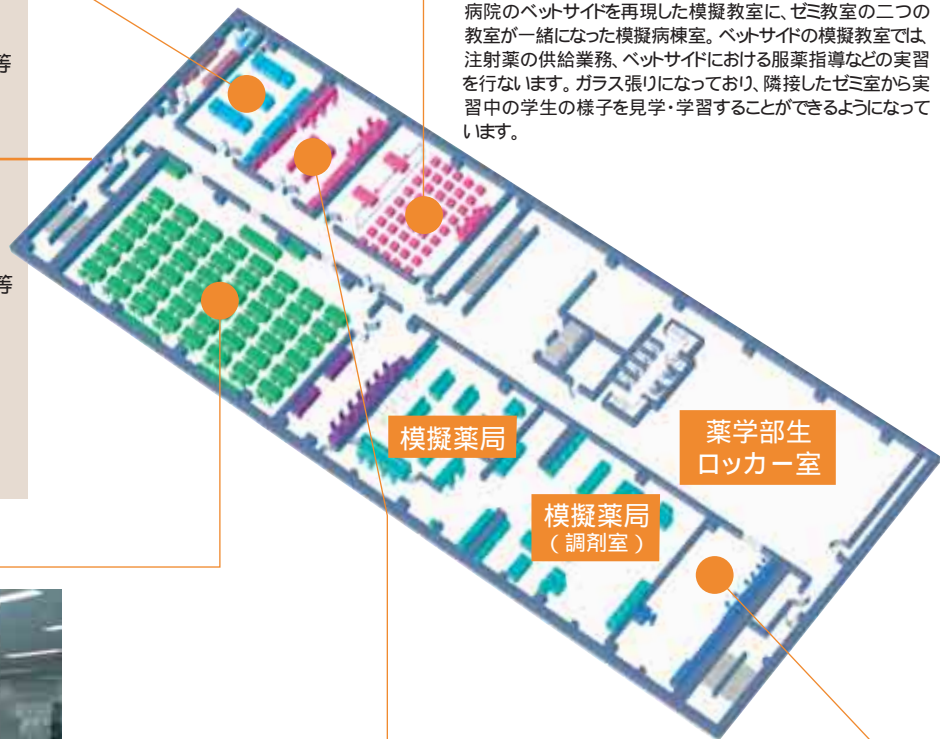 病院のベットサイドを再現した模擬教室に、ゼミ教室の二つの
教室が一緒になった模擬病棟室。ベットサイドの模擬教室では、
注射薬の供給業務、ベットサイドにおける服薬指導などの実習
を行ないます。ガラス張りになっており、隣接したゼミ室から実
習中の学生の様子を見学・学習することができるようになって
います。
等
等
模擬薬局
薬学部生
ロッカー室
模擬薬局
（調剤室）